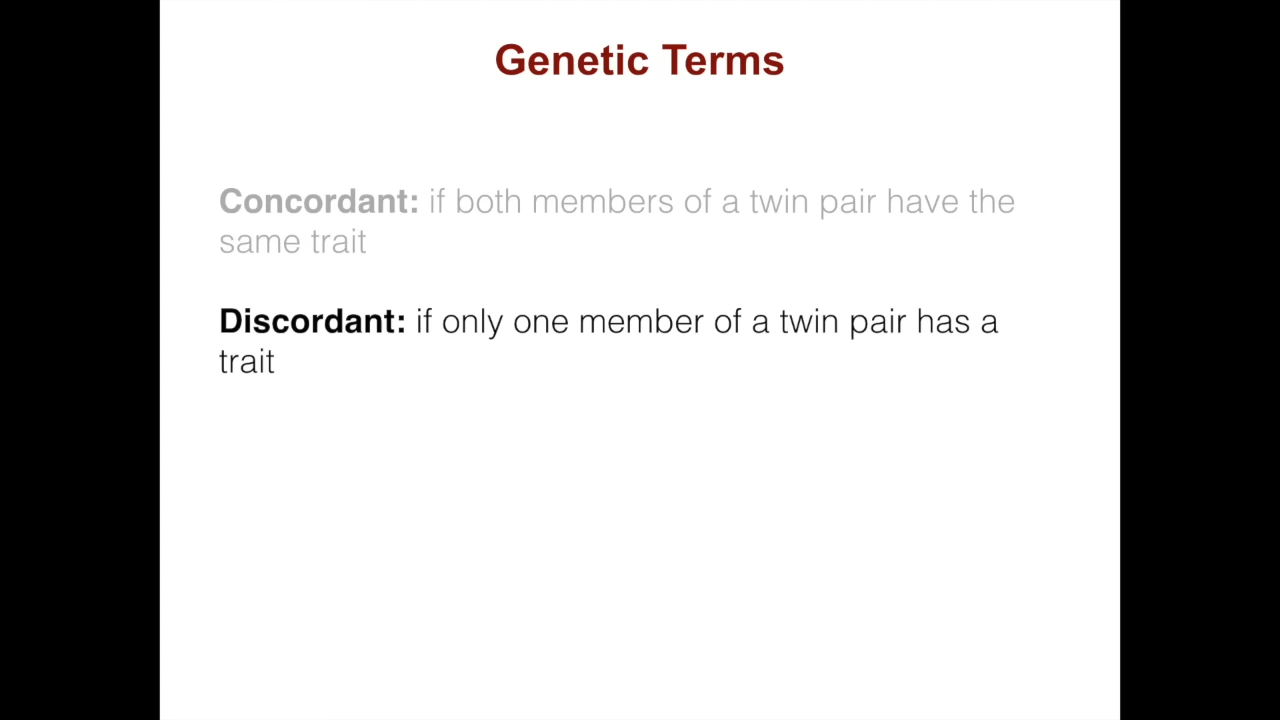 Genetic Terms
Concordant: if both members of a twin pair have the
same trait
Discordant: if only one member of a twin pair has a
trait